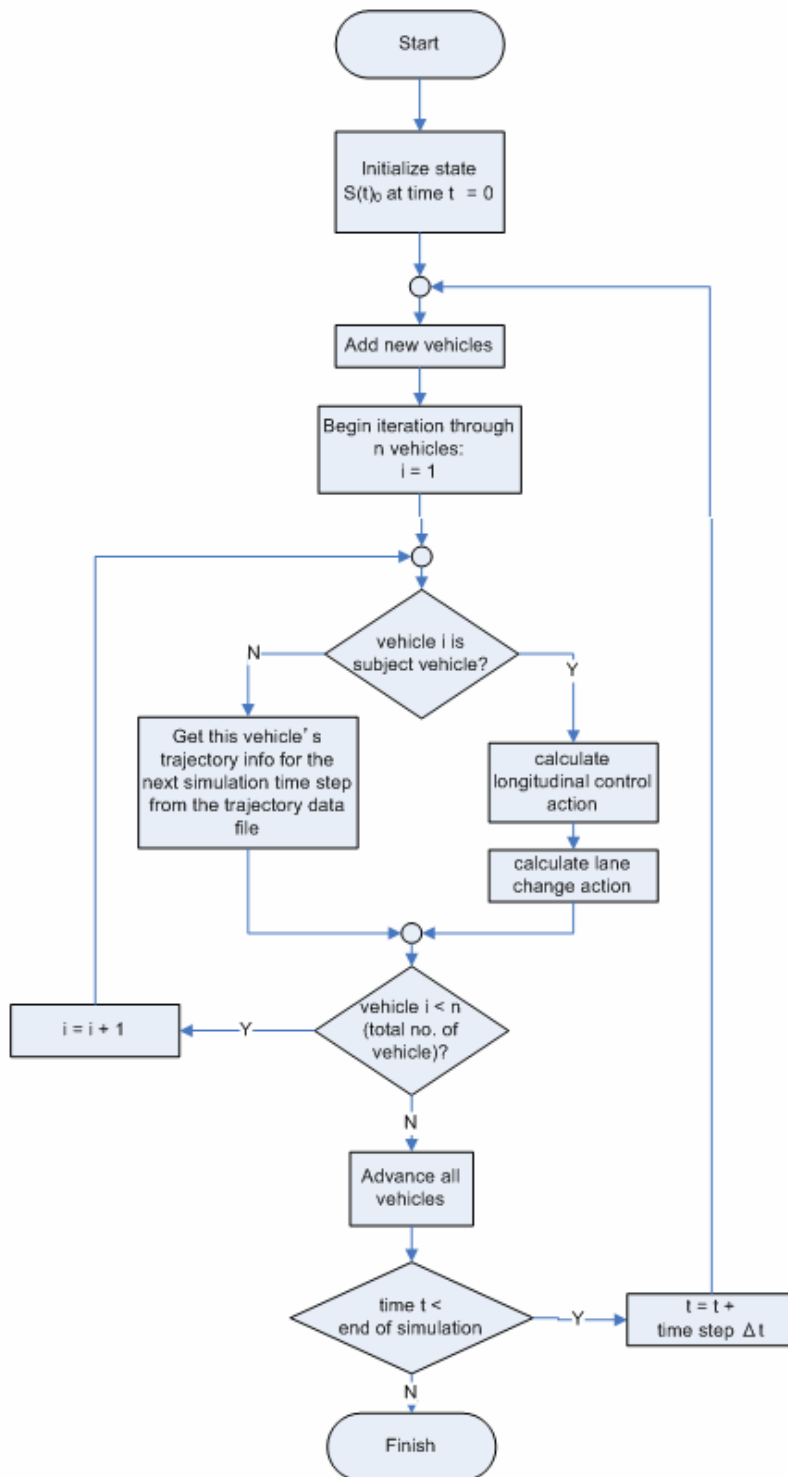 Start
Initialize state
S(t)₀ at time t = 0
Add new vehicles
Begin iteration through
n vehicles:
i = 1
vehicle i is
subject vehicle?
N
Y
Get this vehicle's
trajectory info for the
next simulation time step
from the trajectory data
file
calculate
longitudinal control
action
calculate lane
change action
vehicle i < n
(total no. of
vehicle)?
Y
i = i + 1
N
Advance all
vehicles
time t <
end of simulation
Y
t = t +
time step Δt
N
Finish